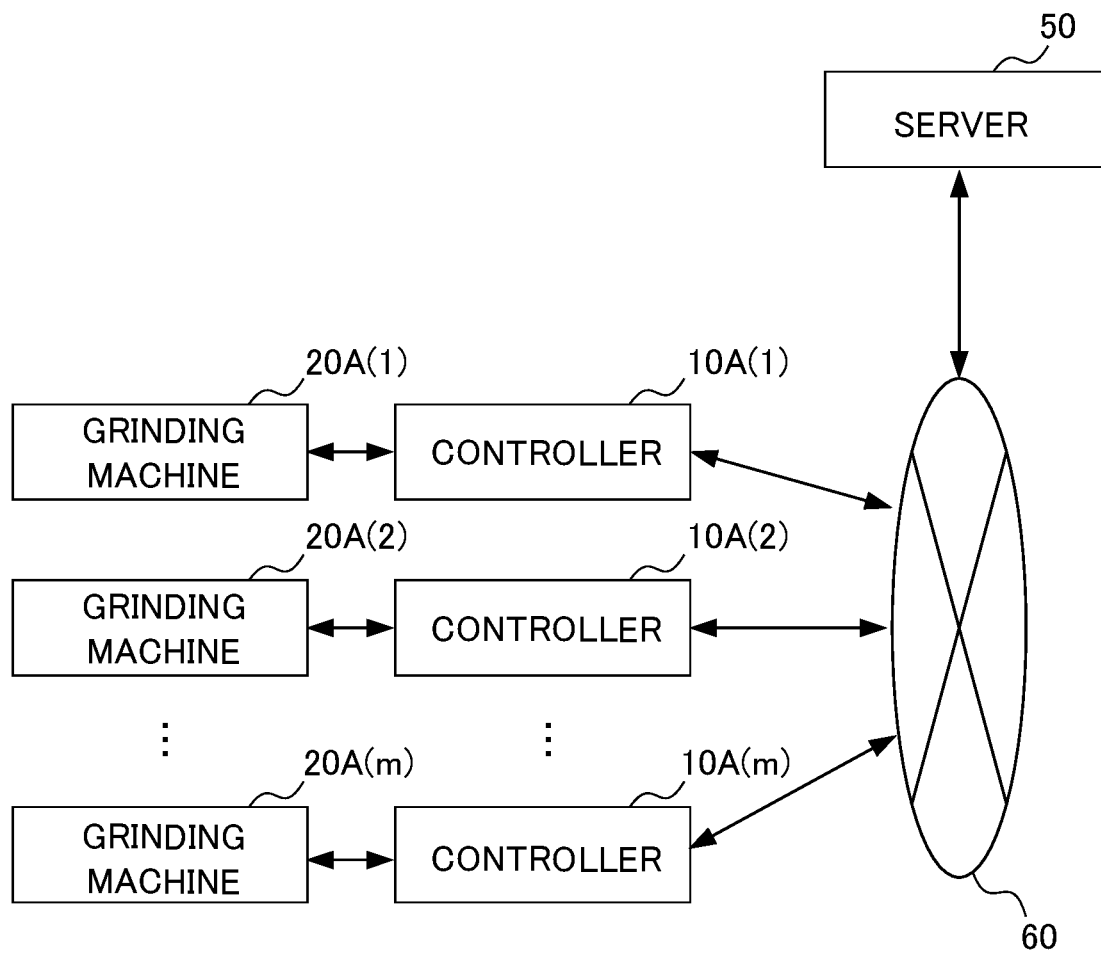 50
SERVER
20A(1)
10A(1)
GRINDING
MACHINE
CONTROLLER
20A(2)
10A(2)
GRINDING
MACHINE
CONTROLLER
⋮
⋮
20A(m)
10A(m)
GRINDING
MACHINE
CONTROLLER
60